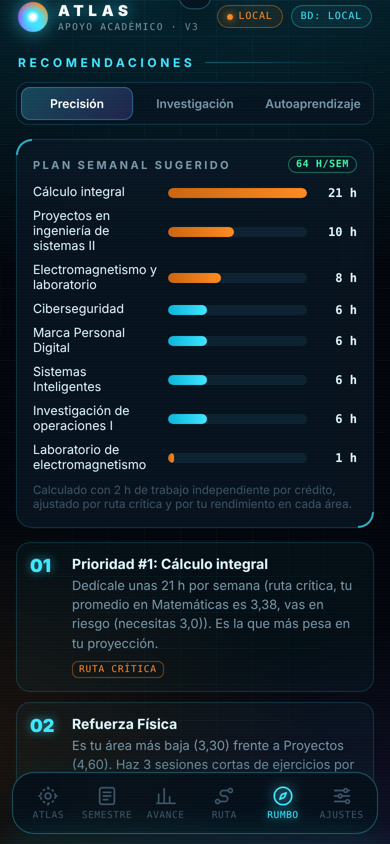 ATLAS
APOYO ACADÉMICO · V3
LOCAL
BD: LOCAL
RECOMENDACIONES
Precisión
Investigación
Autoaprendizaje
PLAN SEMANAL SUGERIDO
64 H/SEM
Cálculo integral
21 h
Proyectos en
ingeniería de
sistemas II
10 h
Electromagnetismo y
laboratorio
8 h
Ciberseguridad
6 h
Marca Personal
Digital
6 h
Sistemas
Inteligentes
6 h
Investigación de
operaciones I
6 h
Laboratorio de
electromagnetismo
1 h
Calculado con 2 h de trabajo independiente por crédito,
ajustado por ruta crítica y por tu rendimiento en cada área.
01
Prioridad #1: Cálculo integral
Dedícale unas 21 h por semana (ruta crítica, tu
promedio en Matemáticas es 3,38, vas en
riesgo (necesitas 3,0)). Es la que más pesa en
tu proyección.
RUTA CRÍTICA
02
Refuerza Física
Es tu área más baja (3,30) frente a Proyectos
(4,60). Haz 3 sesiones cortas de ejercicios por
ATLAS
SEMESTRE
AVANCE
RUTA
RUMBO
AJUSTES